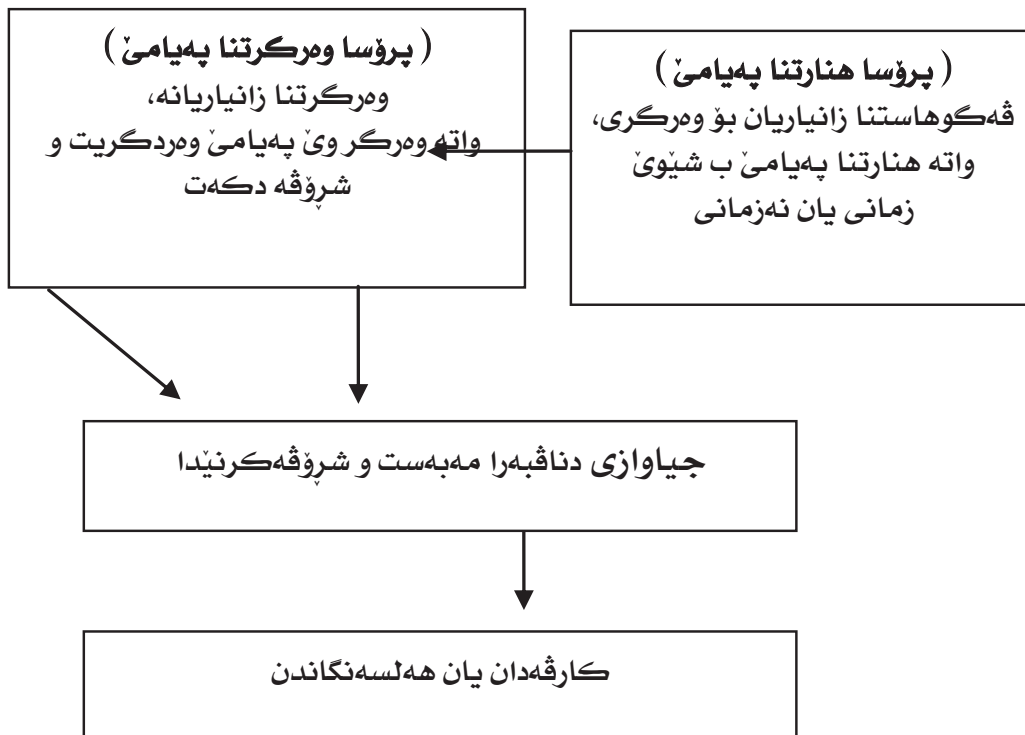 ( پرۆسا هنارتنا پەیامێ )
ڤەکوهاستنا زانیاریان بۆ وەرگری،
واتە هنارتنا پەیامێ ب شێوێ
زمانی یان نەزمانی
( پرۆسا وەرگرتنا پەیامێ )
وەرگرتنا زانیاریانە،
واتە وەرگر وێ پەیامێ وەردگریت و
شرۆڤە دکەت
جیاوازی دناڤبەرا مەبەست و شرۆڤەکرنێدا
کارڤەدان یان هەلسەنگاندن